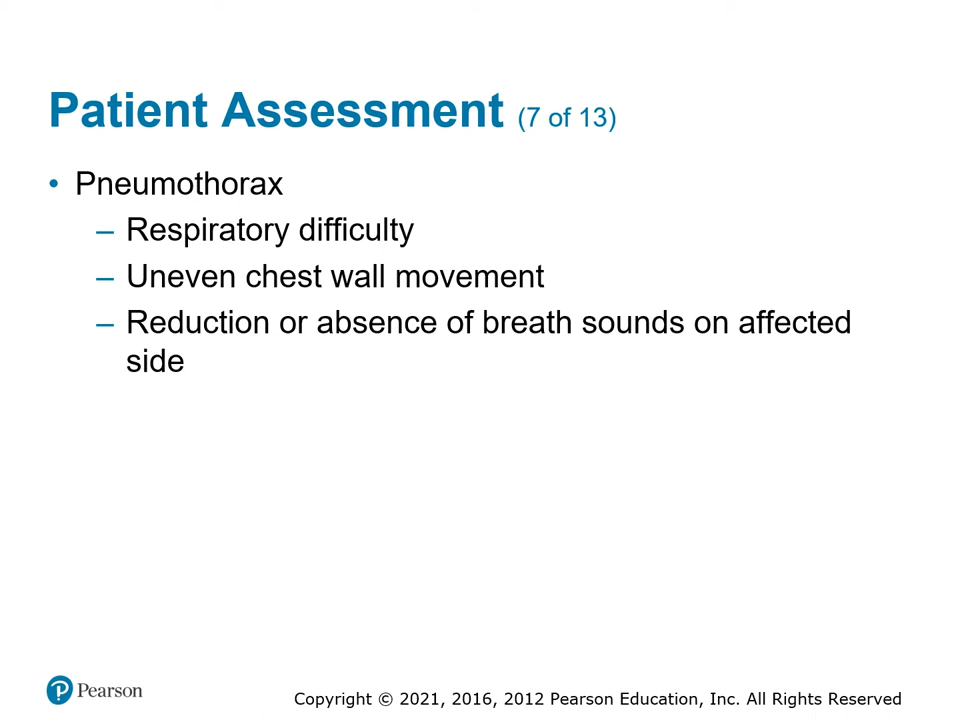 Patient Assessment (7 of 13)
• Pneumothorax
– Respiratory difficulty
– Uneven chest wall movement
– Reduction or absence of breath sounds on affected
side
Pearson
Copyright © 2021, 2016, 2012 Pearson Education, Inc. All Rights Reserved